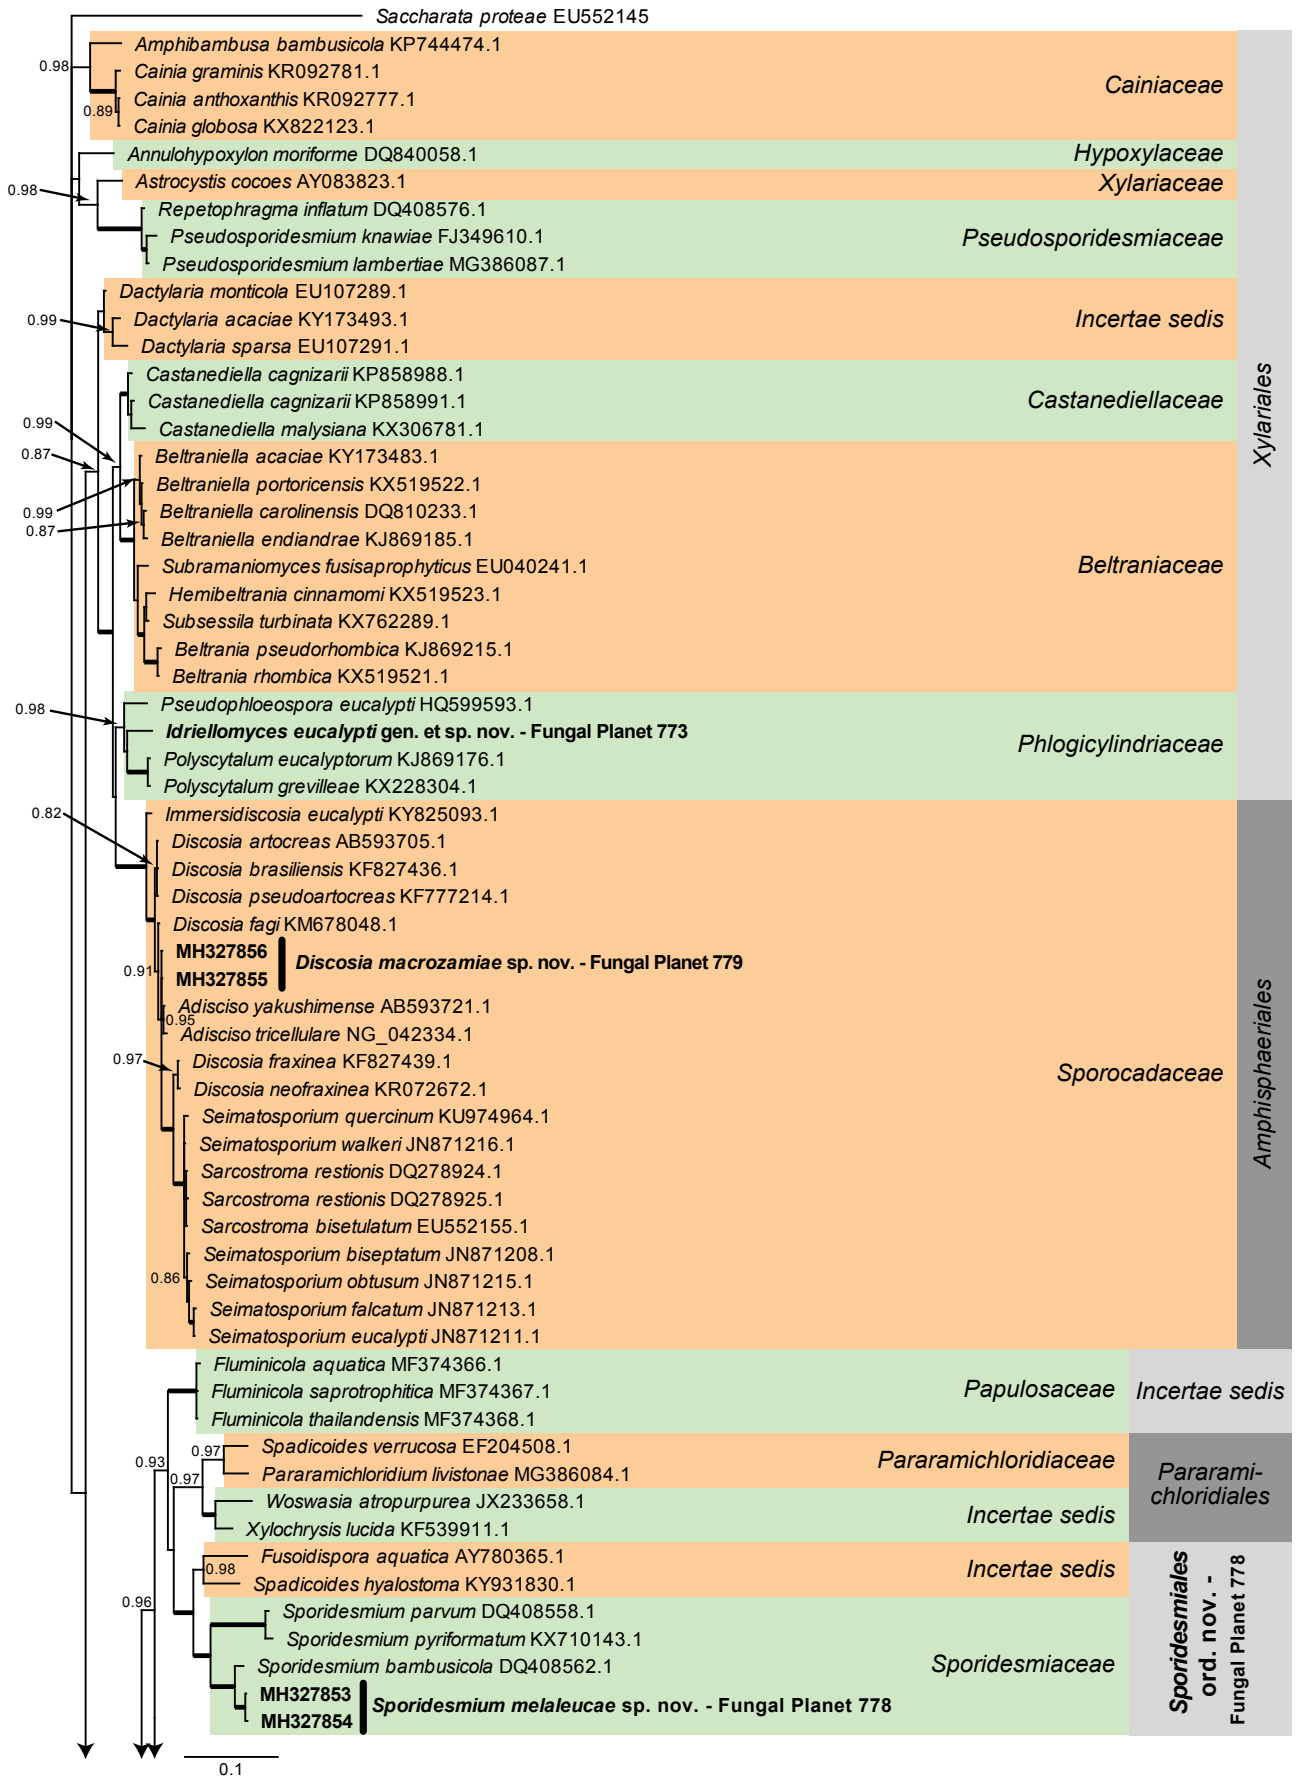 Saccharata proteae EU552145
0.98
Amphibambusa bambusicola KP744474.1
Cainia graminis KR092781.1
Cainia anthoxanthis KR092777.1
0.89
Cainia globosa KX822123.1
Cainiaceae
Annulohypoxylon moriforme DQ840058.1
Hypoxylaceae
0.98
Astrocystis cocoes AY083823.1
Xylariaceae
Repetophragma inflatum DQ408576.1
Pseudosporidesmium knawiae FJ349610.1
Pseudosporidesmium lambertiae MG386087.1
Pseudosporidesmiaceae
Dactylaria monticola EU107289.1
0.99
Dactylaria acaciae KY173493.1
Dactylaria sparsa EU107291.1
Incertae sedis
Castanediella cagnizarii KP858988.1
Castanediella cagnizarii KP858991.1
Castanediella malysiana KX306781.1
Castanediellaceae
0.99
0.87
Xylariales
Beltraniella acaciae KY173483.1
Beltraniella portoricensis KX519522.1
0.99
Beltraniella carolinensis DQ810233.1
0.87
Beltraniella endiandrae KJ869185.1
Subramaniomyces fusisaprophyticus EU040241.1
Hemibeltrania cinnamomi KX519523.1
Subsessila turbinata KX762289.1
Beltrania pseudorhombica KJ869215.1
Beltrania rhombica KX519521.1
Beltraniaceae
0.98
Pseudophloeospora eucalypti HQ599593.1
Idriellomyces eucalypti gen. et sp. nov. - Fungal Planet 773
Polyscytalum eucalyptorum KJ869176.1
Polyscytalum grevilleae KX228304.1
Phlogicylindriaceae
0.82
Immersidiscosia eucalypti KY825093.1
Discosia artocreas AB593705.1
Discosia brasiliensis KF827436.1
Discosia pseudoartocreas KF777214.1
Discosia fagi KM678048.1
0.91
MH327856
MH327855
Discosia macrozamiae sp. nov. - Fungal Planet 779
Adisciso yakushimense AB593721.1
0.95
Adisciso tricellulare NG_042334.1
0.97
Discosia fraxinea KF827439.1
Discosia neofraxinea KR072672.1
Sporocadaceae
Amphisphaeriales
Seimatosporium quercinum KU974964.1
Seimatosporium walkeri JN871216.1
Sarcostroma restionis DQ278924.1
Sarcostroma restionis DQ278925.1
Sarcostroma bisetulatum EU552155.1
Seimatosporium biseptatum JN871208.1
0.86
Seimatosporium obtusum JN871215.1
Seimatosporium falcatum JN871213.1
Seimatosporium eucalypti JN871211.1
Fluminicola aquatica MF374366.1
Fluminicola saprotrophitica MF374367.1
Fluminicola thailandensis MF374368.1
Papulosaceae
Incertae sedis
0.93
0.97
0.97
Spadicoides verrucosa EF204508.1
Pararamichloridium livistonae MG386084.1
Pararamichloridiaceae
Pararami-
chloridiales
Woswasia atropurpurea JX233658.1
Xylochrysis lucida KF539911.1
Incertae sedis
Fusoidispora aquatica AY780365.1
0.98
Spadicoides hyalostoma KY931830.1
Incertae sedis
0.96
Sporidesmium parvum DQ408558.1
Sporidesmium pyriformatum KX710143.1
Sporidesmium bambusicola DQ408562.1
Sporidesmiaceae
MH327853
MH327854
Sporidesmium melaleucae sp. nov. - Fungal Planet 778
Sporidesmiales
ord. nov. -
Fungal Planet 778
0.1